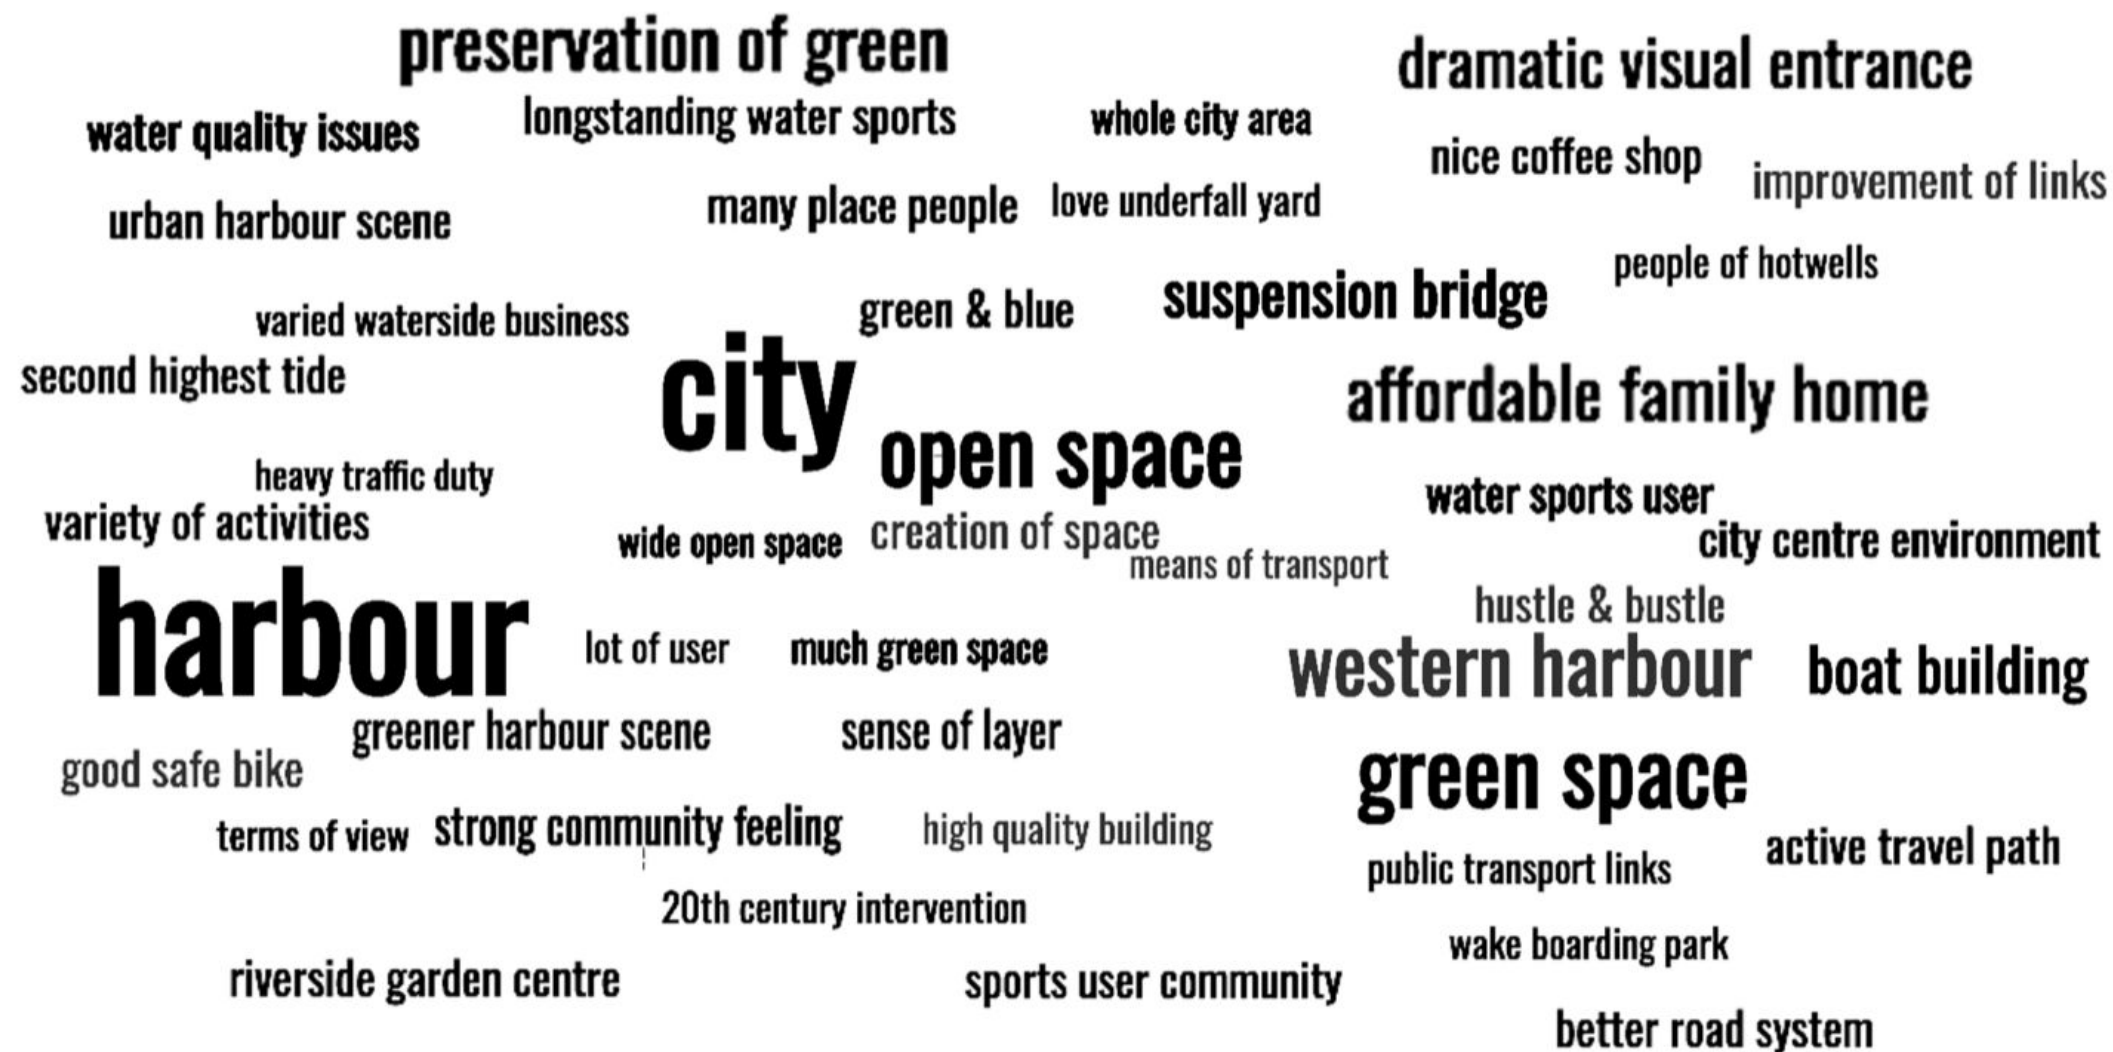 preservation of green
dramatic visual entrance
water quality issues
longstanding water sports
whole city area
nice coffee shop
improvement of links
urban harbour scene
many place people
love underfall yard
people of hotwells
varied waterside business
green & blue
suspension bridge
second highest tide
city
affordable family home
open space
heavy traffic duty
water sports user
variety of activities
wide open space
creation of space
city centre environment
means of transport
hustle & bustle
harbour
lot of user
much green space
western harbour
boat building
greener harbour scene
sense of layer
good safe bike
green space
terms of view
strong community feeling
high quality building
active travel path
public transport links
20th century intervention
wake boarding park
riverside garden centre
sports user community
better road system